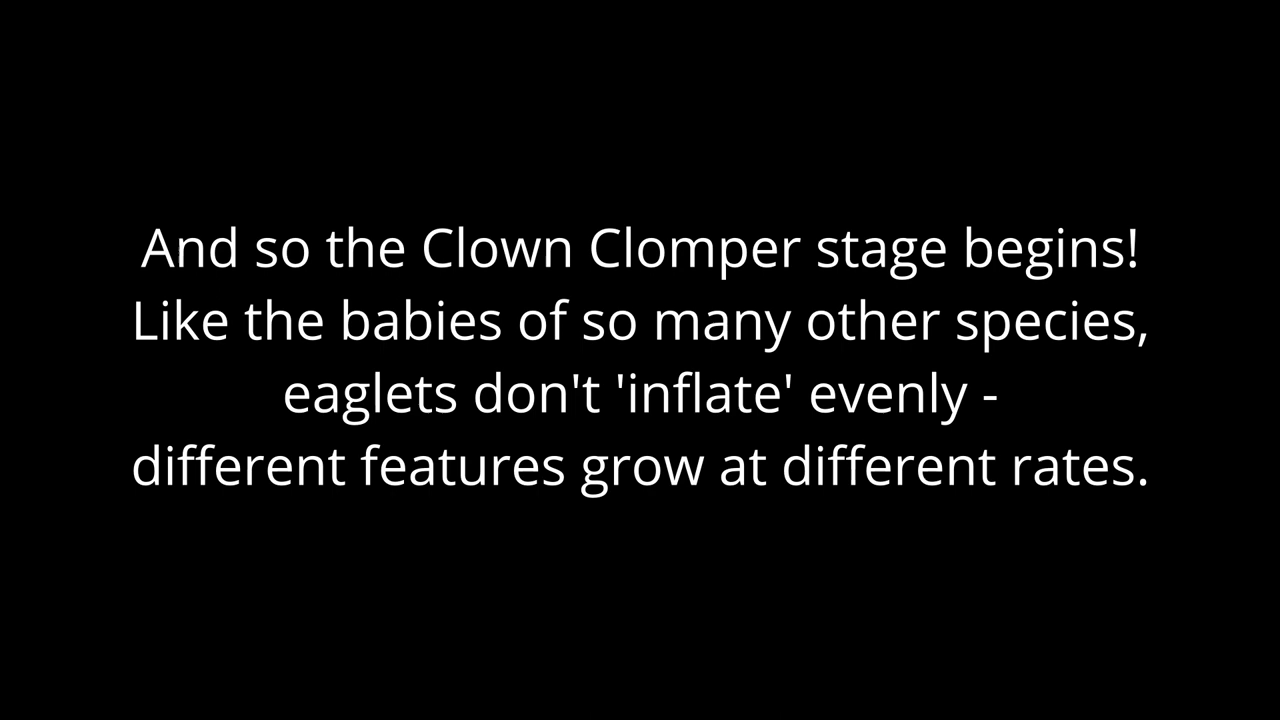 And so the Clown Clomper stage begins!
Like the babies of so many other species,
eaglets don't 'inflate' evenly -
different features grow at different rates.